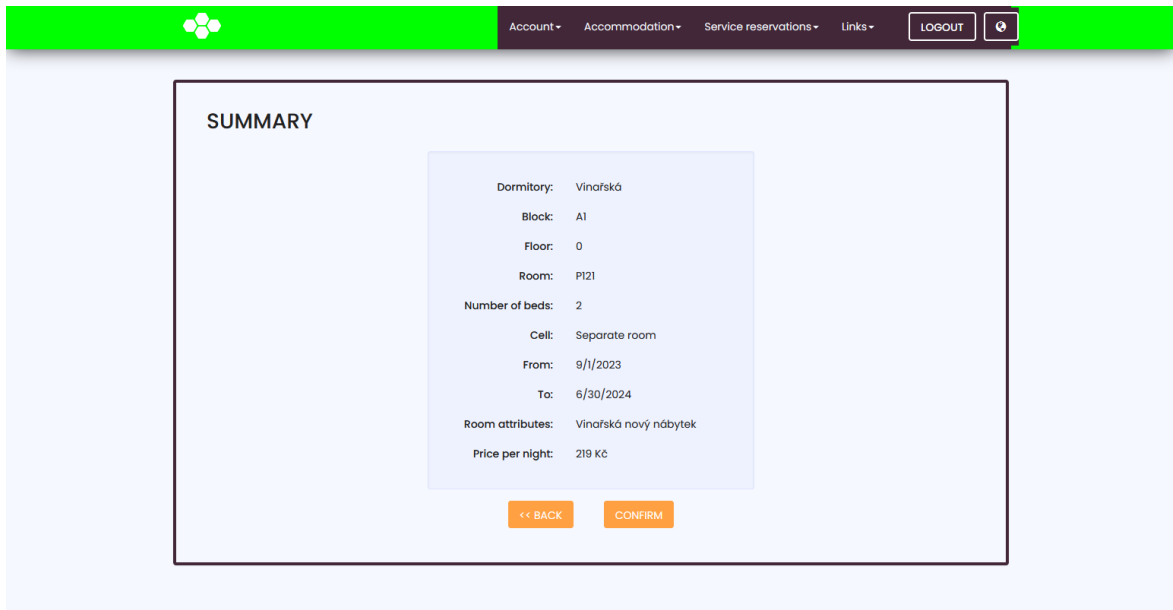 Account Accommodation Service reservations Links LOGOUT
SUMMARY
Dormitory: Vinařská
Block: A1
Floor: 0
Room: P121
Number of beds: 2
Cell: Separate room
From: 9/1/2023
To: 6/30/2024
Room attributes: Vinařská nový nábytek
Price per night: 219 Kč
<< BACK CONFIRM